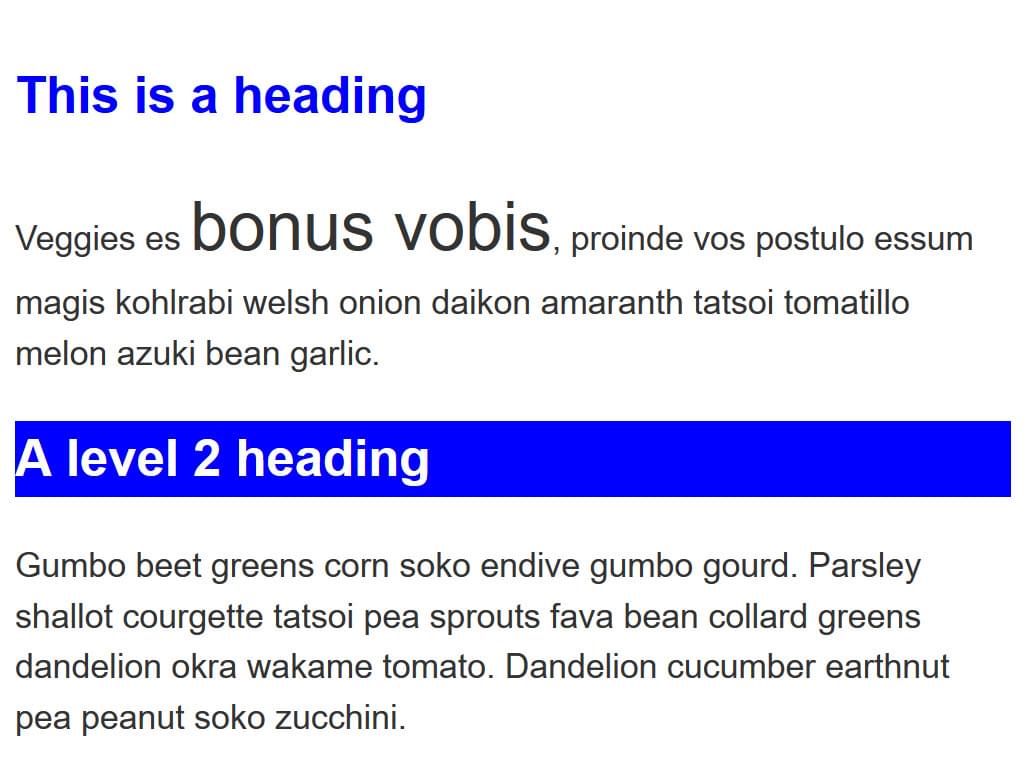 This is a heading
Veggies es bonus vobis, proinde vos postulo essum
magis kohlrabi welsh onion daikon amaranth tatsoi tomatillo
melon azuki bean garlic.
A level 2 heading
Gumbo beet greens corn soko endive gumbo gourd. Parsley
shallot courgette tatsoi pea sprouts fava bean collard greens
dandelion okra wakame tomato. Dandelion cucumber earthnut
pea peanut soko zucchini.